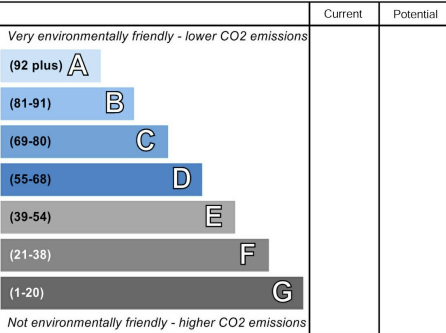 Current Potential
Very environmentally friendly - lower CO2 emissions
(92 plus) A
(81-91) B
(69-80) C
(55-68) D
(39-54) E
(21-38) F
(1-20) G
Not environmentally friendly - higher CO2 emissions